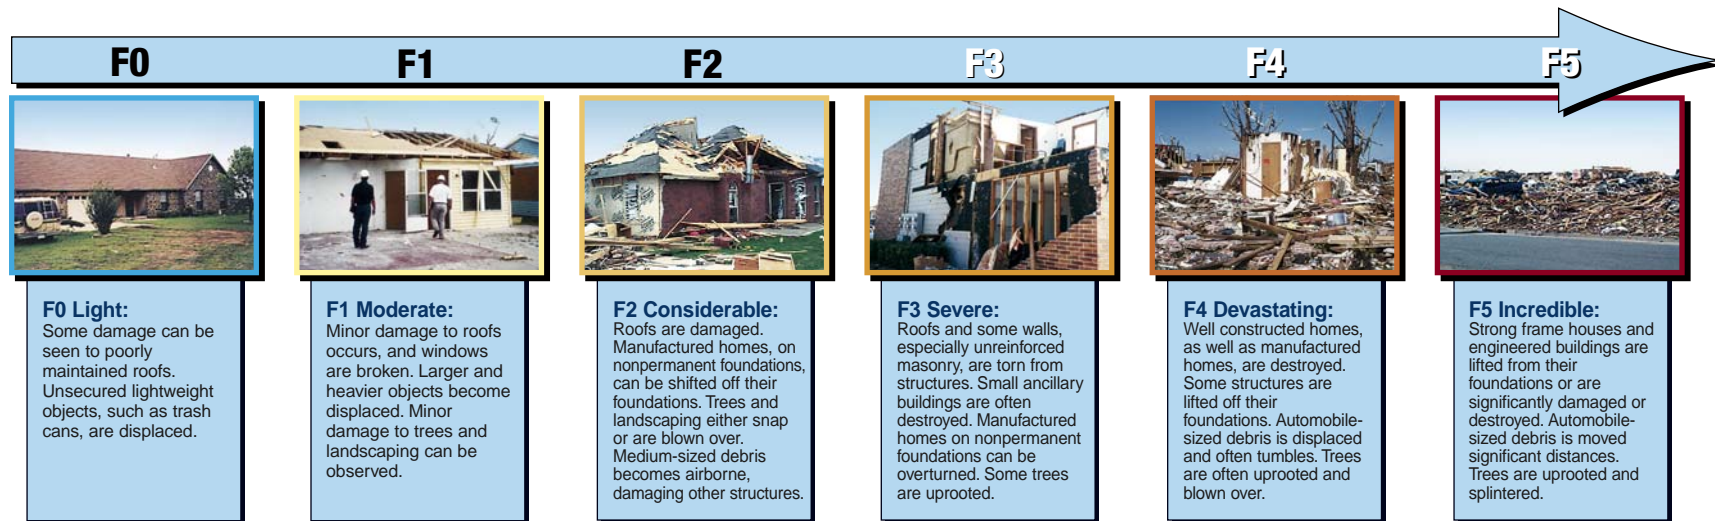 F0 F1 F2 F3 F4 F5
F0 Light:
Some damage can be
seen to poorly
maintained roofs.
Unsecured lightweight
objects, such as trash
cans, are displaced.
F1 Moderate:
Minor damage to roofs
occurs, and windows
are broken. Larger and
heavier objects become
displaced. Minor
damage to trees and
landscaping can be
observed.
F2 Considerable:
Roofs are damaged.
Manufactured homes, on
nonpermanent foundations,
can be shifted off their
foundations. Trees and
landscaping either snap
or are blown over.
Medium-sized debris
becomes airborne,
damaging other structures.
F3 Severe:
Roofs and some walls,
especially unreinforced
masonry, are torn from
structures. Small ancillary
buildings are often
destroyed. Manufactured
homes on nonpermanent
foundations can be
overturned. Some trees
are uprooted.
F4 Devastating:
Well constructed homes,
as well as manufactured
homes, are destroyed.
Some structures are
lifted off their
foundations. Automobile-
sized debris is displaced
and often tumbles. Trees
are often uprooted and
blown over.
F5 Incredible:
Strong frame houses and
engineered buildings are
lifted from their
foundations or are
significantly damaged or
destroyed. Automobile-
sized debris is moved
significant distances.
Trees are uprooted and
splintered.